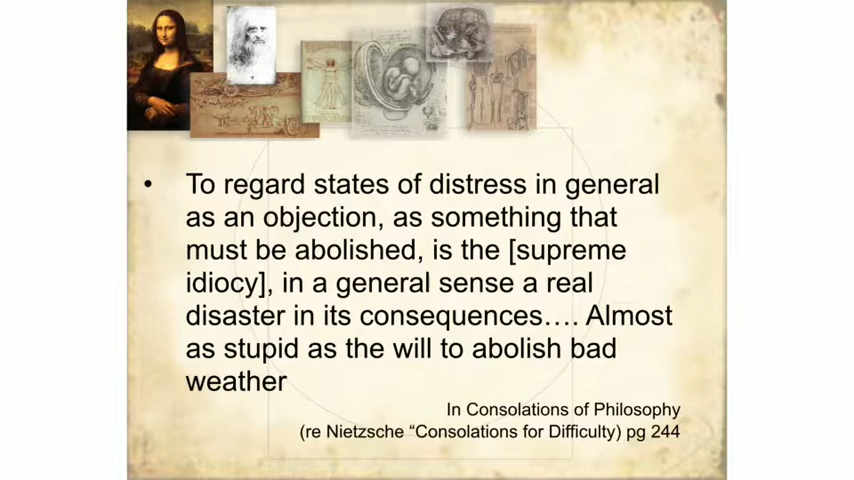 • To regard states of distress in general
as an objection, as something that
must be abolished, is the [supreme
idiocy], in a general sense a real
disaster in its consequences…. Almost
as stupid as the will to abolish bad
weather
In Consolations of Philosophy
(re Nietzsche “Consolations for Difficulty) pg 244